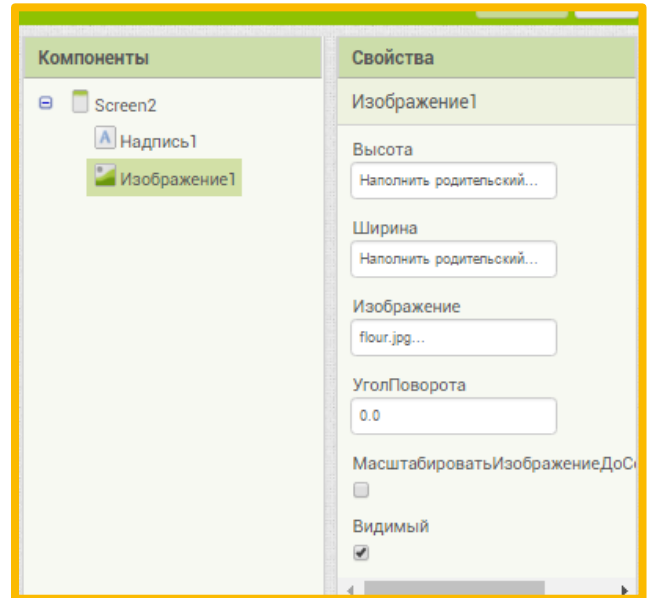 Компоненты
Screen2
Надпись1
Изображение1
Свойства
Изображение1
Высота
Наполнить родительский...
Ширина
Наполнить родительский...
Изображение
flour.jpg...
УголПоворота
0.0
МасштабироватьИзображениеДоС
Видимый